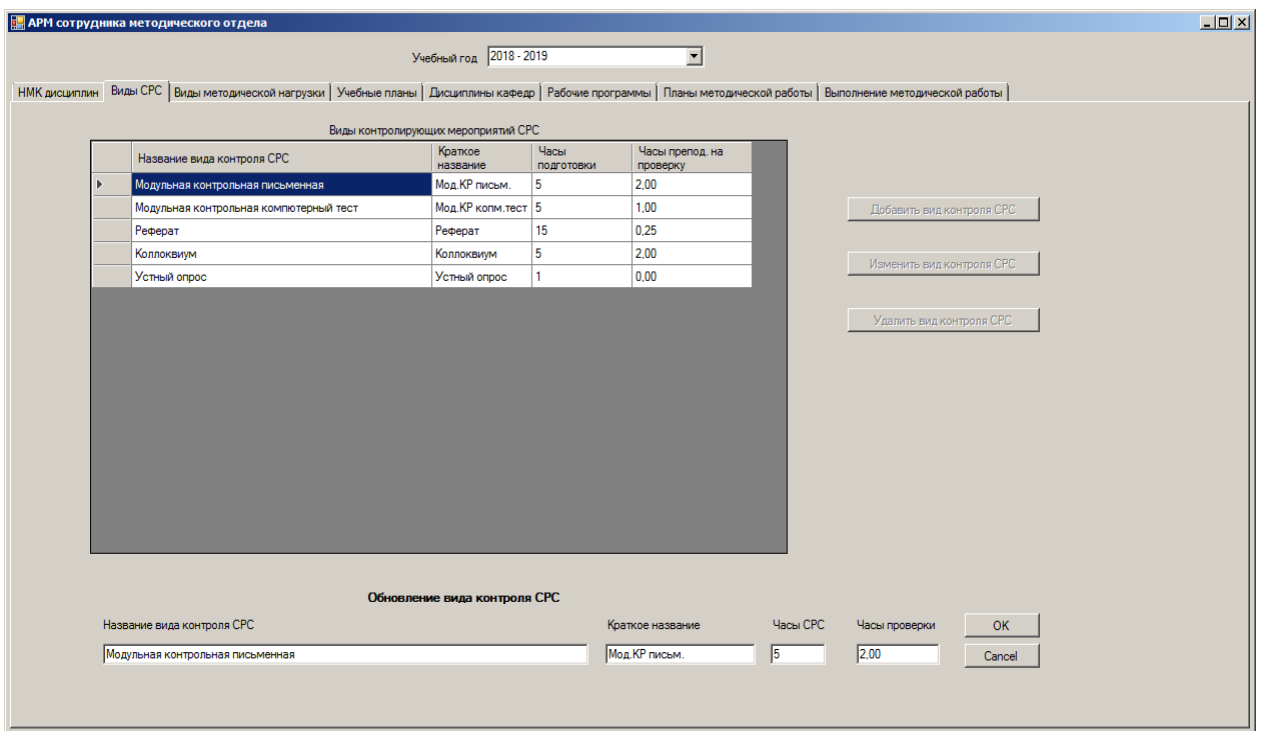 АРМ сотрудника методического отдела
Учебный год 2018 - 2019
НМК дисциплин Виды СРС Виды методической нагрузки Учебные планы Дисциплины кафедр Рабочие программы Планы методической работы Выполнение методической работы
Виды контролирующих мероприятий СРС
Название вида контроля СРС Краткое название Часы подготовки Часы препод. на проверку
Модульная контрольная письменная Мод.КР письм. 5 2,00
Модульная контрольная компютерный тест Мод.КР копм.тест 5 1,00
Реферат Реферат 15 0,25
Коллоквиум Коллоквиум 5 2,00
Устный опрос Устный опрос 1 0,00
Добавить вид контроля СРС
Изменить вид контроля СРС
Удалить вид контроля СРС
Обновление вида контроля СРС
Название вида контроля СРС Краткое название Часы СРС Часы проверки OK
Модульная контрольная письменная Мод.КР письм. 5 2,00 Cancel